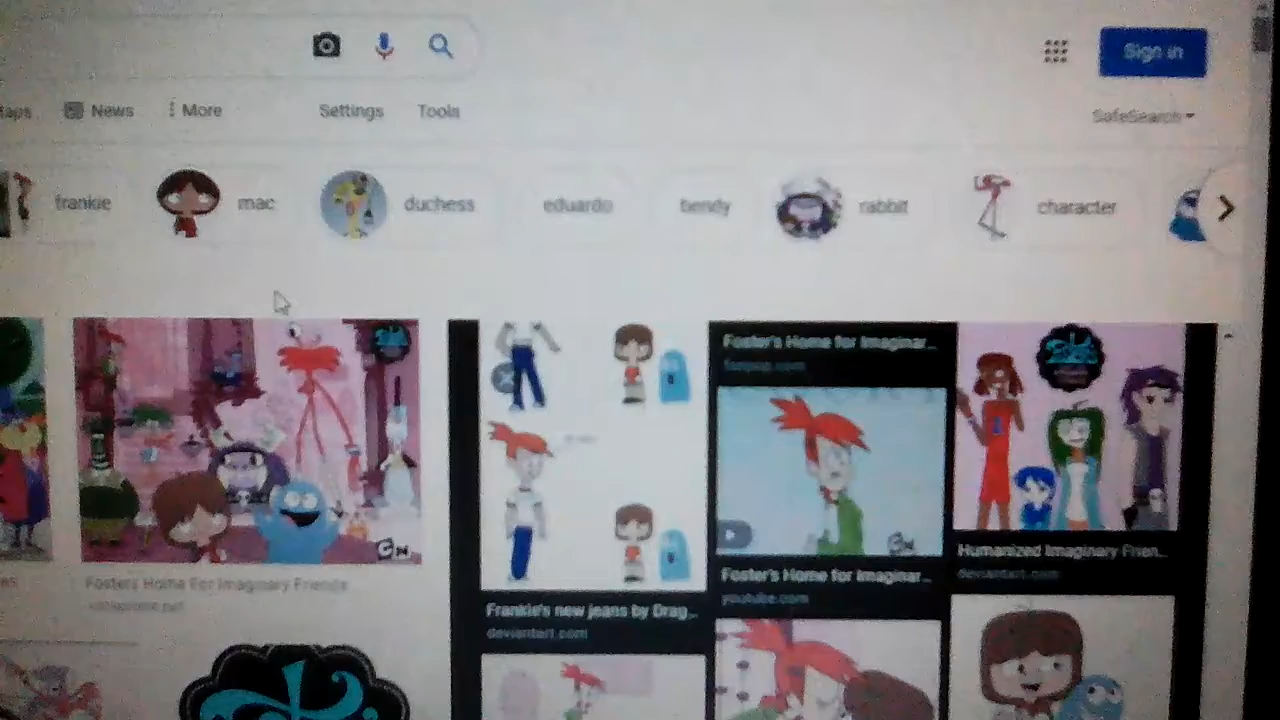 Sign in
News
More
Settings
Tools
SafeSearch
frankie
mac
duchess
eduardo
bendy
rabbit
character
Foster's Home for Imaginar...
CN
CN
Fosters Home For Imaginary Friends
Frankie's new jeans by Drag...
deviantart.com
Foster's Home for Imaginar...
youtube.com
Humanized Imaginary Frien...
deviantart.com